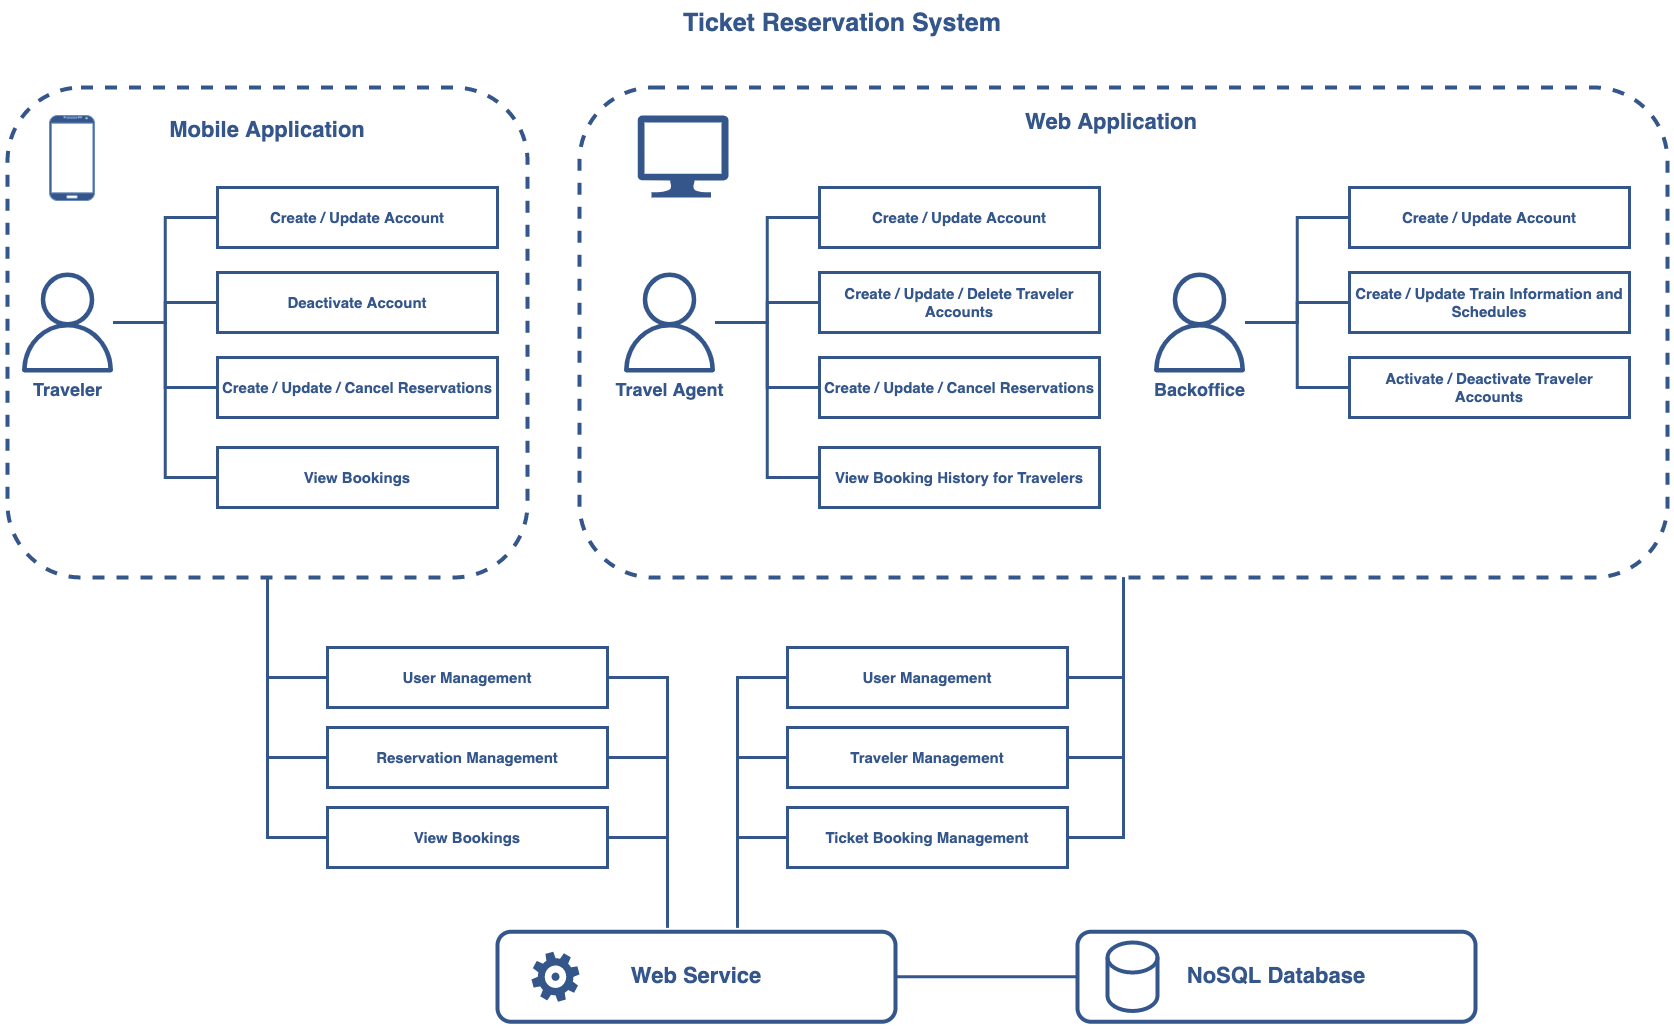 Ticket Reservation System
Mobile Application
Create / Update Account
Deactivate Account
Create / Update / Cancel Reservations
View Bookings
Traveler
Web Application
Create / Update Account
Create / Update / Delete Traveler
Accounts
Create / Update / Cancel Reservations
View Booking History for Travelers
Travel Agent
Create / Update Account
Create / Update Train Information and
Schedules
Activate / Deactivate Traveler
Accounts
Backoffice
User Management
Reservation Management
View Bookings
User Management
Traveler Management
Ticket Booking Management
Web Service
NoSQL Database